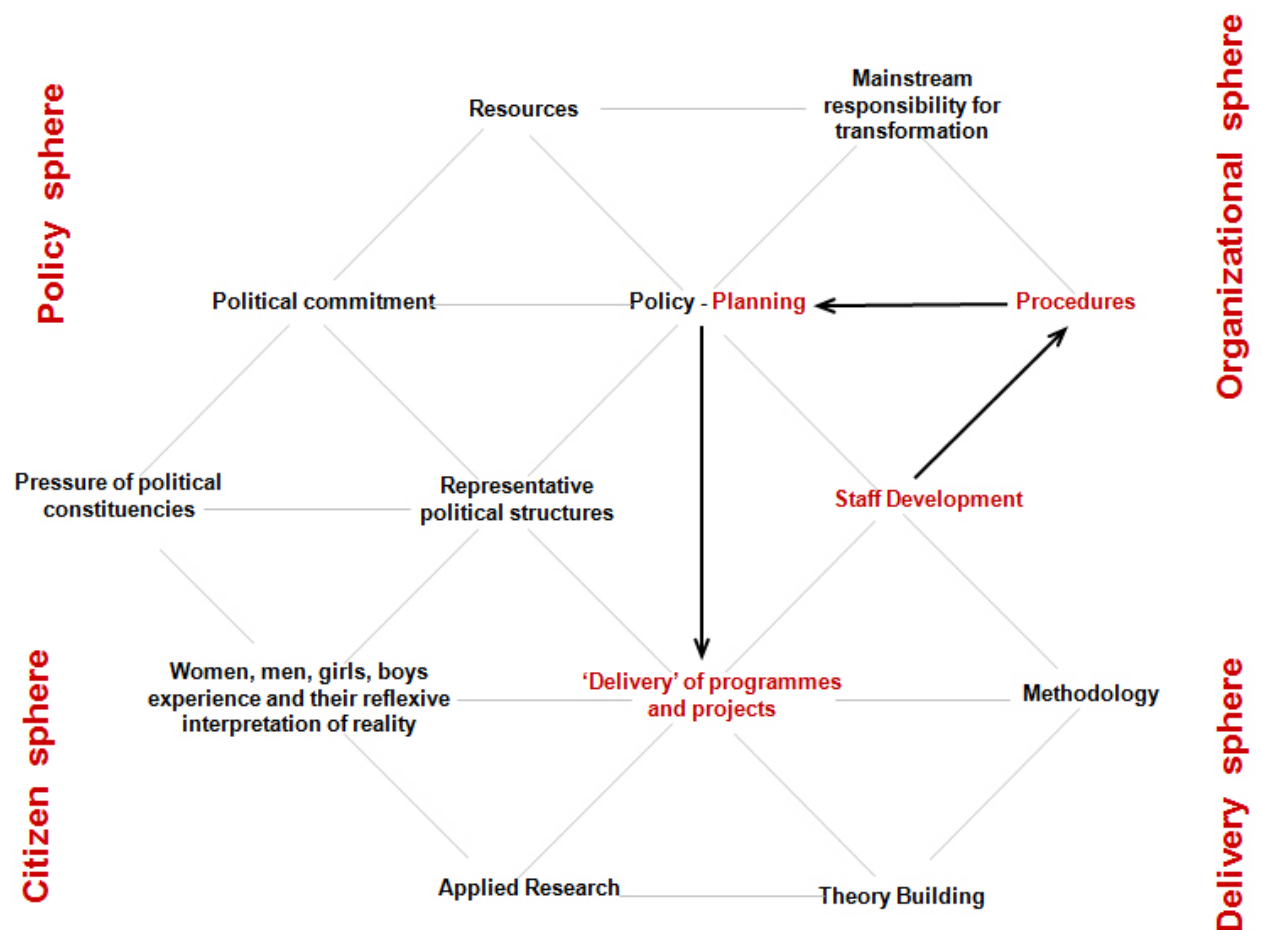 Policy sphere
Organizational sphere
Resources
Mainstream
responsibility for
transformation
Political commitment
Policy - Planning
Procedures
Pressure of political
constituencies
Representative
political structures
Staff Development
Citizen sphere
Delivery sphere
Women, men, girls, boys
experience and their reflexive
interpretation of reality
‘Delivery’ of programmes
and projects
Methodology
Applied Research
Theory Building